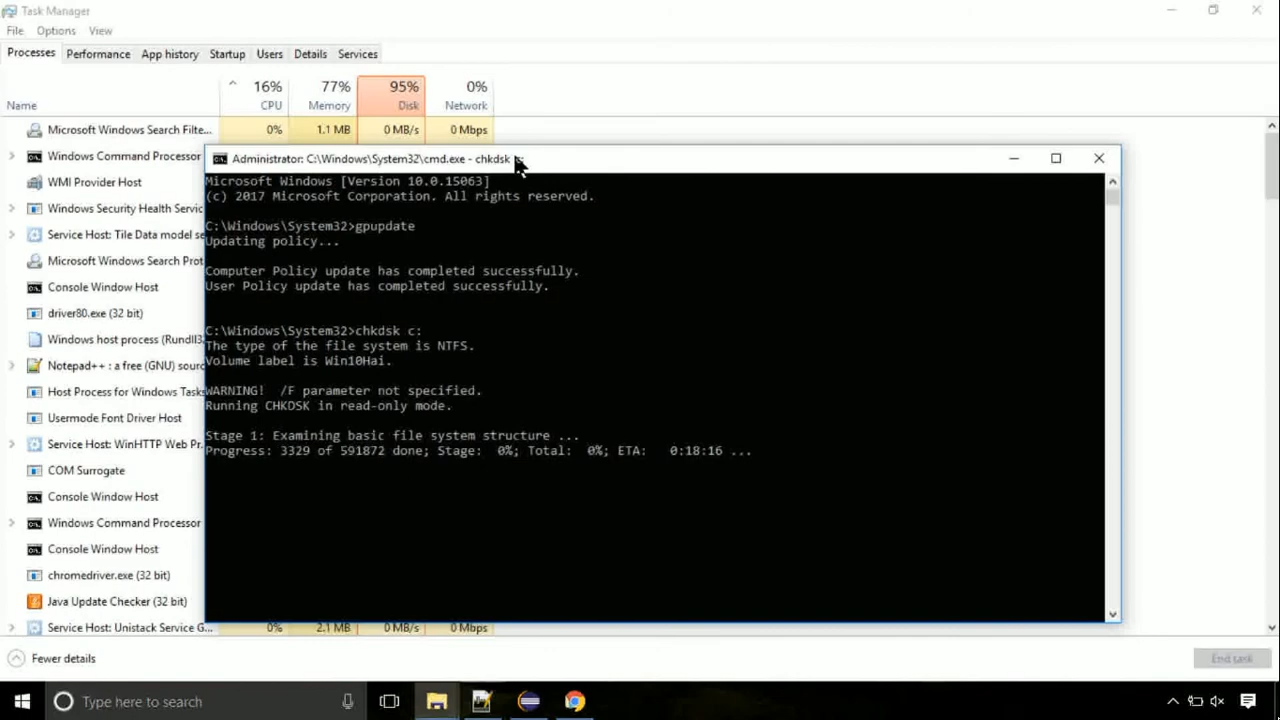 Task Manager
File Options View
Processes Performance App history Startup Users Details Services
16% 77% 95% 0%
Name CPU Memory Disk Network
Microsoft Windows Search Filte... 0% 1.1 MB 0 MB/s 0 Mbps
Windows Command Processor
WMI Provider Host
Windows Security Health Servic
Service Host: Tile Data model se
Microsoft Windows Search Prot
Console Window Host
driver80.exe (32 bit)
Windows host process (Rundll3
Notepad++ : a free (GNU) sourc
Host Process for Windows Task
Usermode Font Driver Host
Service Host: WinHTTP Web Pr
COM Surrogate
Console Window Host
Windows Command Processor
Console Window Host
chromedriver.exe (32 bit)
Java Update Checker (32 bit)
Service Host: Unistack Service G... 0% 2.1 MB 0 MB/s 0 Mbps
Administrator: C:\Windows\System32\cmd.exe - chkdsk
Microsoft Windows [Version 10.0.15063]
(c) 2017 Microsoft Corporation. All rights reserved.
C:\Windows\System32>gpupdate
Updating policy...
Computer Policy update has completed successfully.
User Policy update has completed successfully.
C:\Windows\System32>chkdsk c:
The type of the file system is NTFS.
Volume label is Win10Hai.
WARNING! /F parameter not specified.
Running CHKDSK in read-only mode.
Stage 1: Examining basic file system structure ...
Progress: 3329 of 591872 done; Stage: 0%; Total: 0%; ETA: 0:18:16 ...
Fewer details
End task
Type here to search